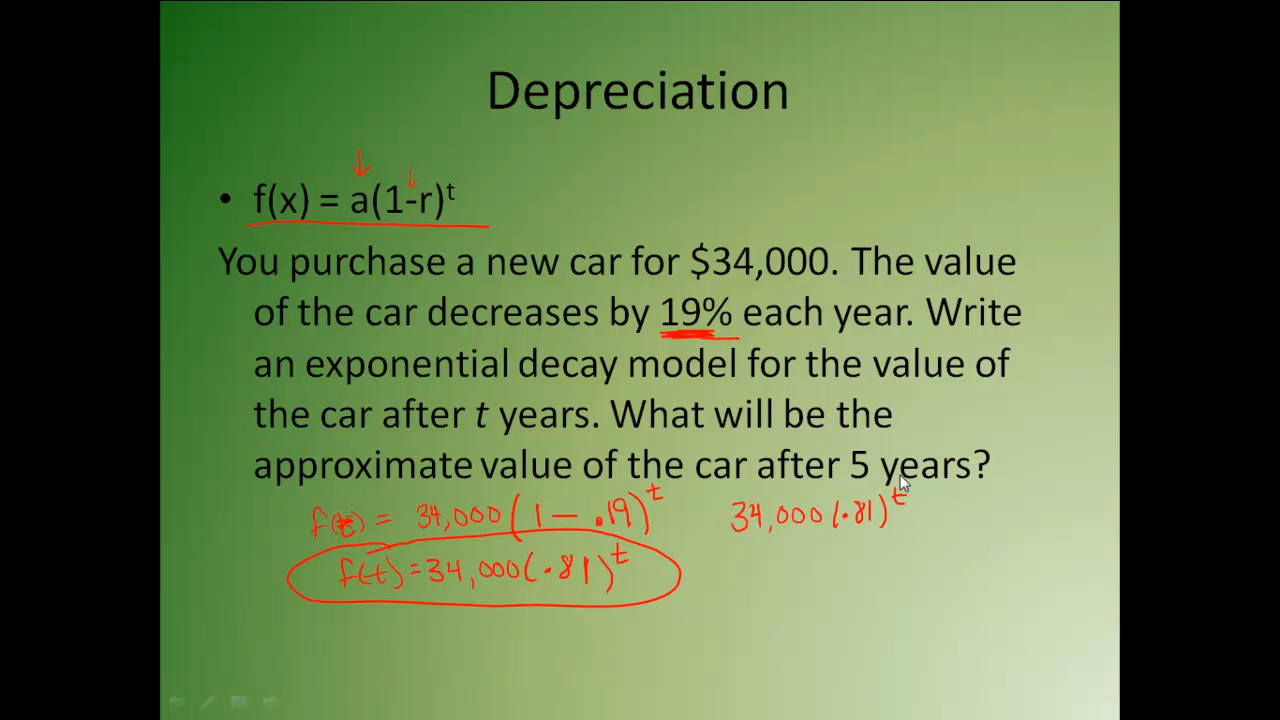 Depreciation
• f(x) = a(1-r)ᵗ
You purchase a new car for $34,000. The value
of the car decreases by 19% each year. Write
an exponential decay model for the value of
the car after t years. What will be the
approximate value of the car after 5 years?
f(t) = 34,000(1 - .19)ᵗ 34,000(.81)ᵗ
f(t)=34,000(.81)ᵗ